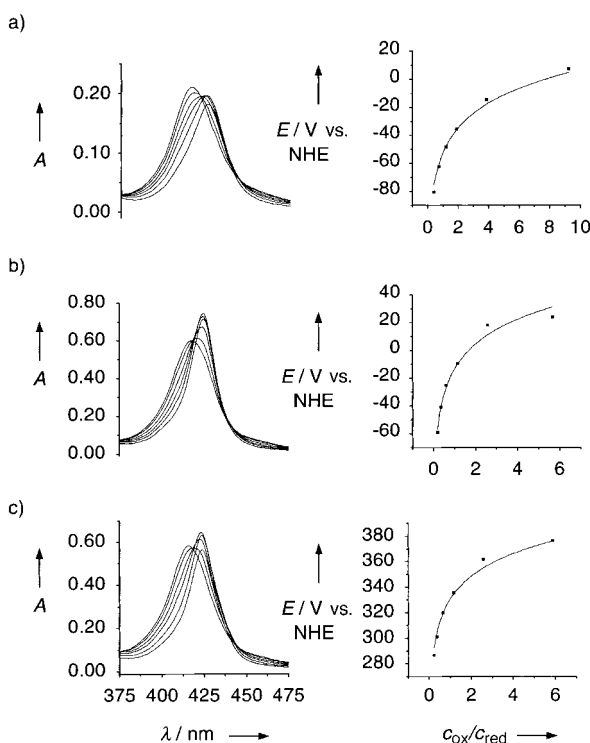 a)
0.20
0.10
0.00
A
E / V vs.
NHE
20
0
-20
-40
-60
-80
0 2 4 6 8 10
b)
0.80
0.60
0.40
0.20
0.00
A
E / V vs.
NHE
40
20
0
-20
-40
-60
0 2 4 6
c)
0.60
0.40
0.20
0.00
A
375 400 425 450 475
λ / nm
E / V vs.
NHE
380
360
340
320
300
280
0 2 4 6
cox/cred